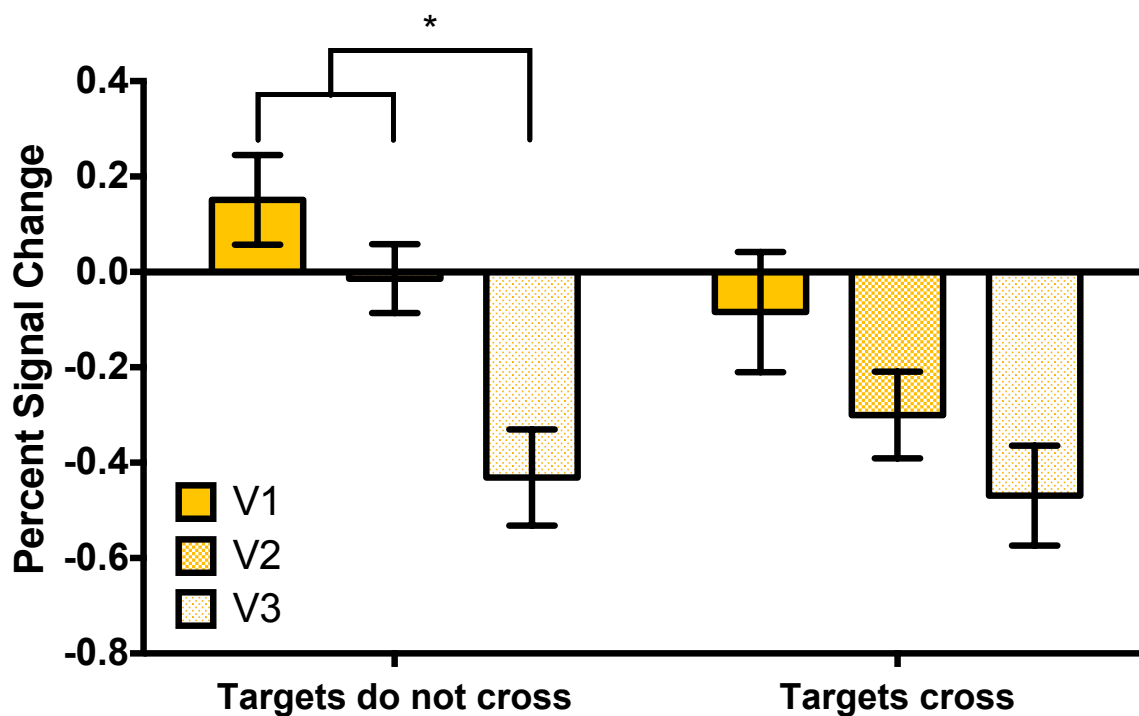 *
Percent Signal Change
0.4
0.2
0.0
-0.2
-0.4
-0.6
-0.8
V1
V2
V3
Targets do not cross
Targets cross